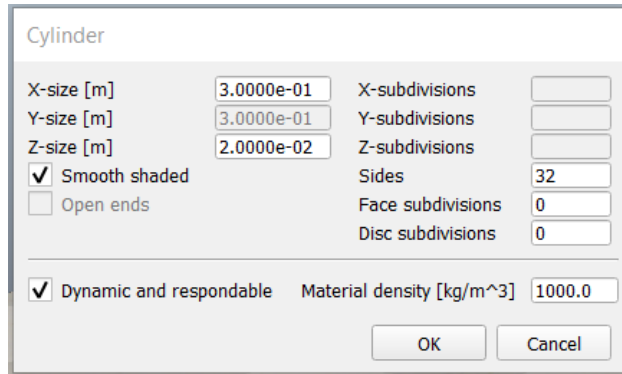 Cylinder
X-size [m] 3.0000e-01 X-subdivisions
Y-size [m] 3.0000e-01 Y-subdivisions
Z-size [m] 2.0000e-02 Z-subdivisions
Smooth shaded Sides 32
Open ends Face subdivisions 0
Disc subdivisions 0
Dynamic and respondable Material density [kg/m^3] 1000.0
OK Cancel